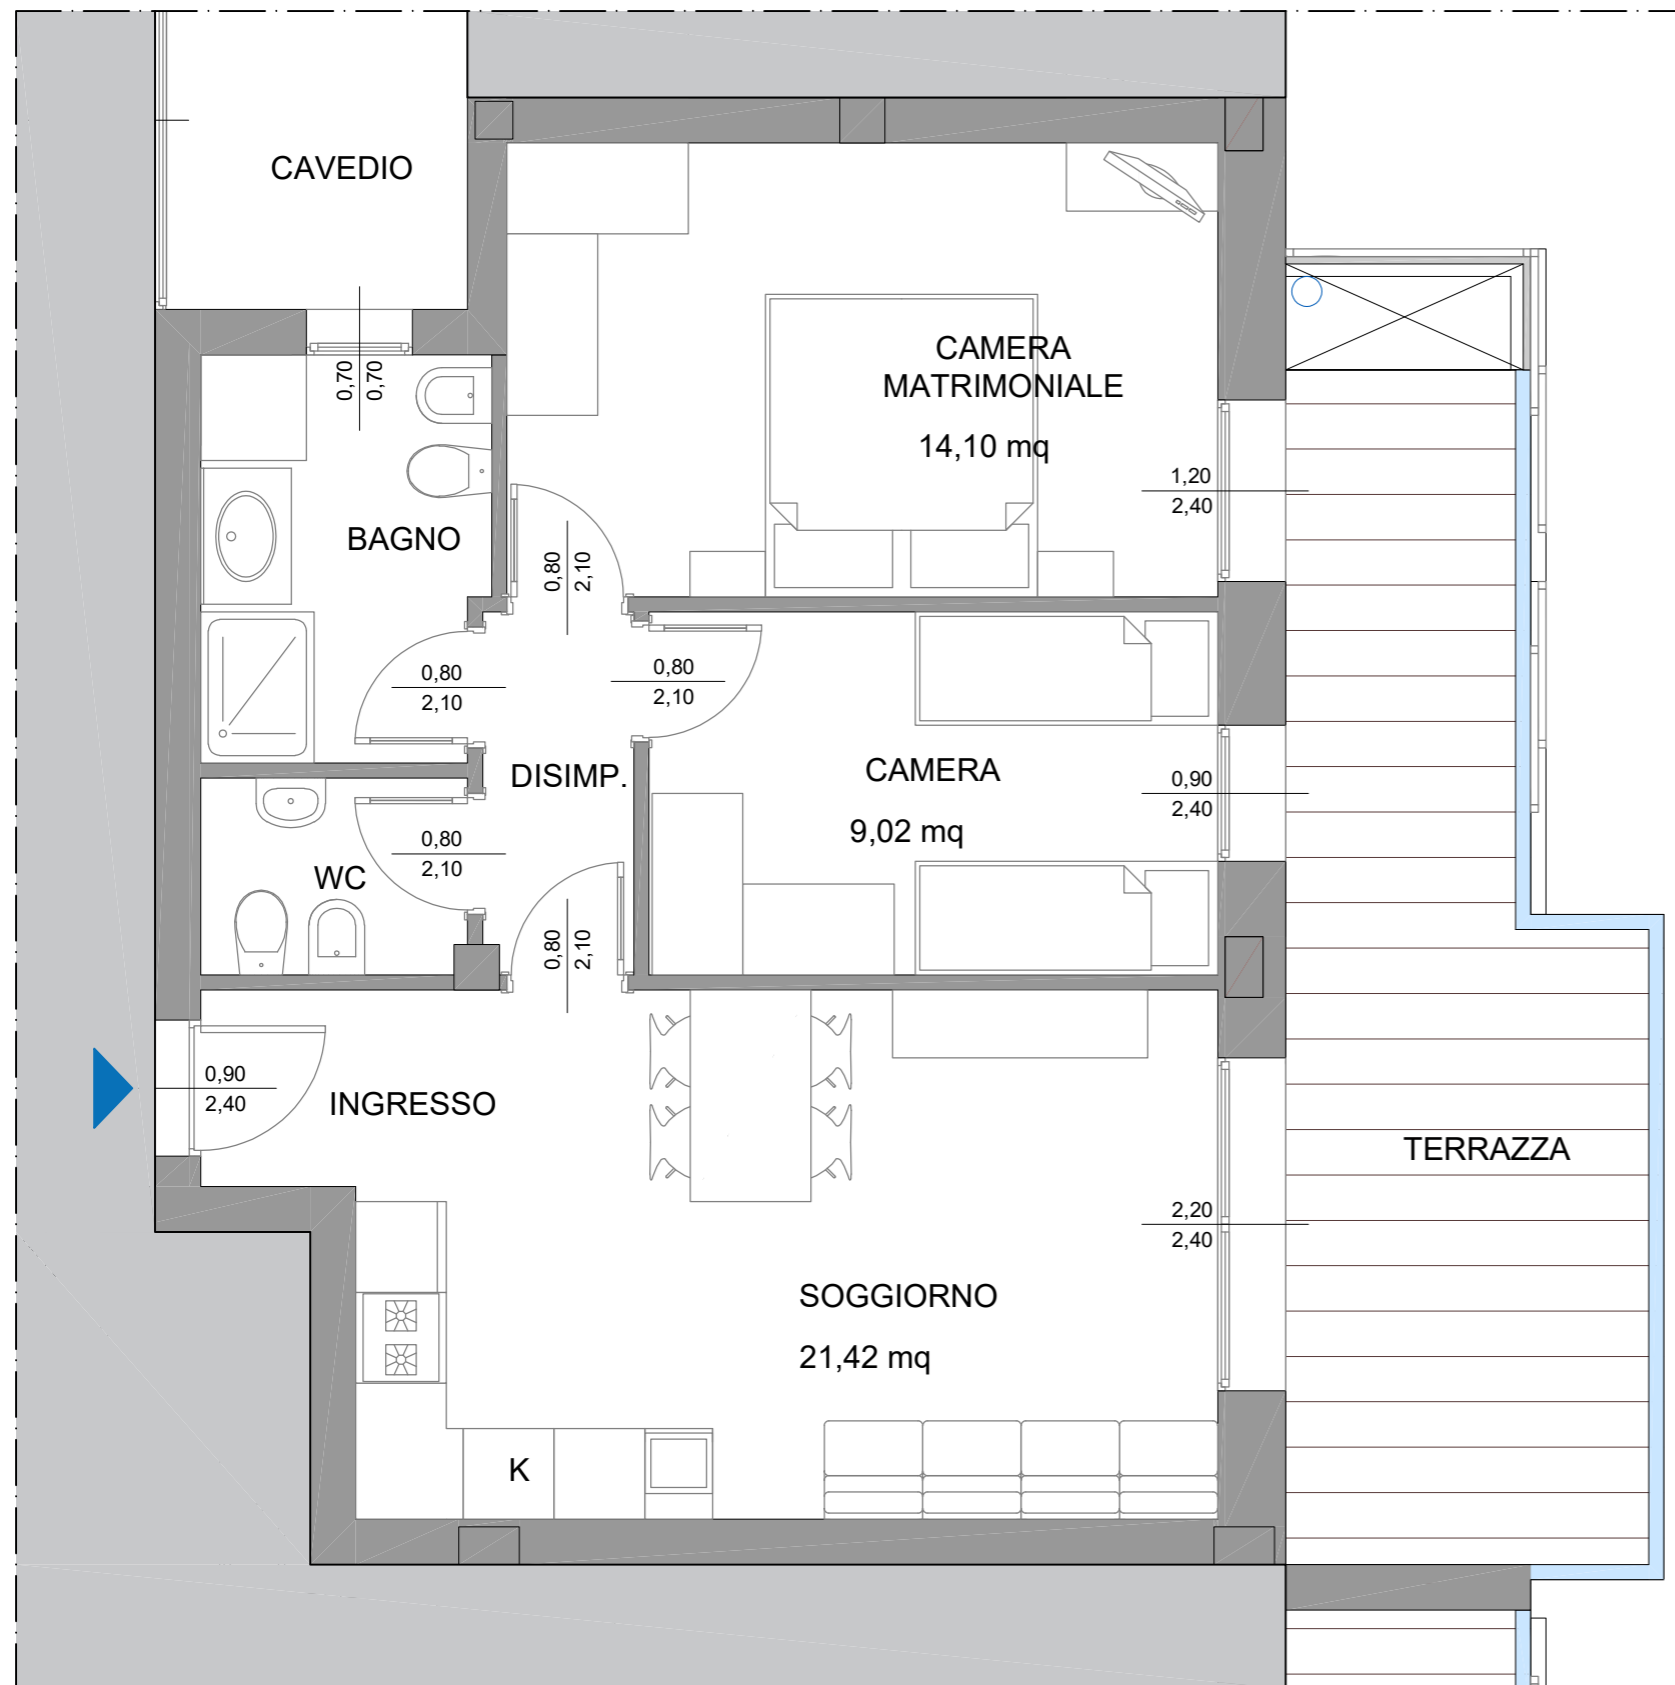 CAVEDIO
0,70
0,70
CAMERA
MATRIMONIALE
14,10 mq
1,20
2,40
BAGNO
0,80
2,10
0,80
2,10
0,80
2,10
DISIMP.
CAMERA
9,02 mq
0,90
2,40
WC
0,80
2,10
0,80
2,10
0,90
2,40
INGRESSO
TERRAZZA
2,20
2,40
SOGGIORNO
21,42 mq
K